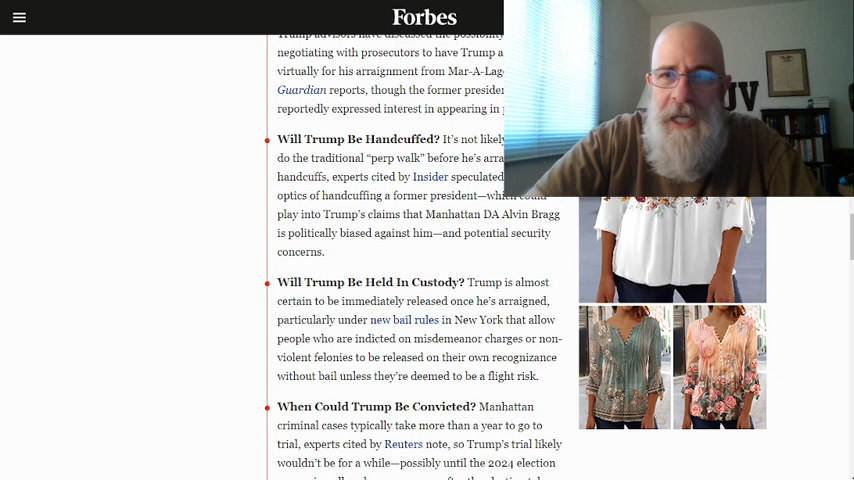 Forbes
Trump advisors have discussed the possibility
negotiating with prosecutors to have Trump a
virtually for his arraignment from Mar-A-Lag
Guardian reports, though the former presider
reportedly expressed interest in appearing in
Will Trump Be Handcuffed? It's not likely
do the traditional “perp walk” before he's arra
handcuffs, experts cited by Insider speculated
optics of handcuffing a former president—which could
play into Trump's claims that Manhattan DA Alvin Bragg
is politically biased against him—and potential security
concerns.
Will Trump Be Held In Custody? Trump is almost
certain to be immediately released once he's arraigned,
particularly under new bail rules in New York that allow
people who are indicted on misdemeanor charges or non-
violent felonies to be released on their own recognizance
without bail unless they're deemed to be a flight risk.
When Could Trump Be Convicted? Manhattan
criminal cases typically take more than a year to go to
trial, experts cited by Reuters note, so Trump's trial likely
wouldn't be for a while—possibly until the 2024 election
UV